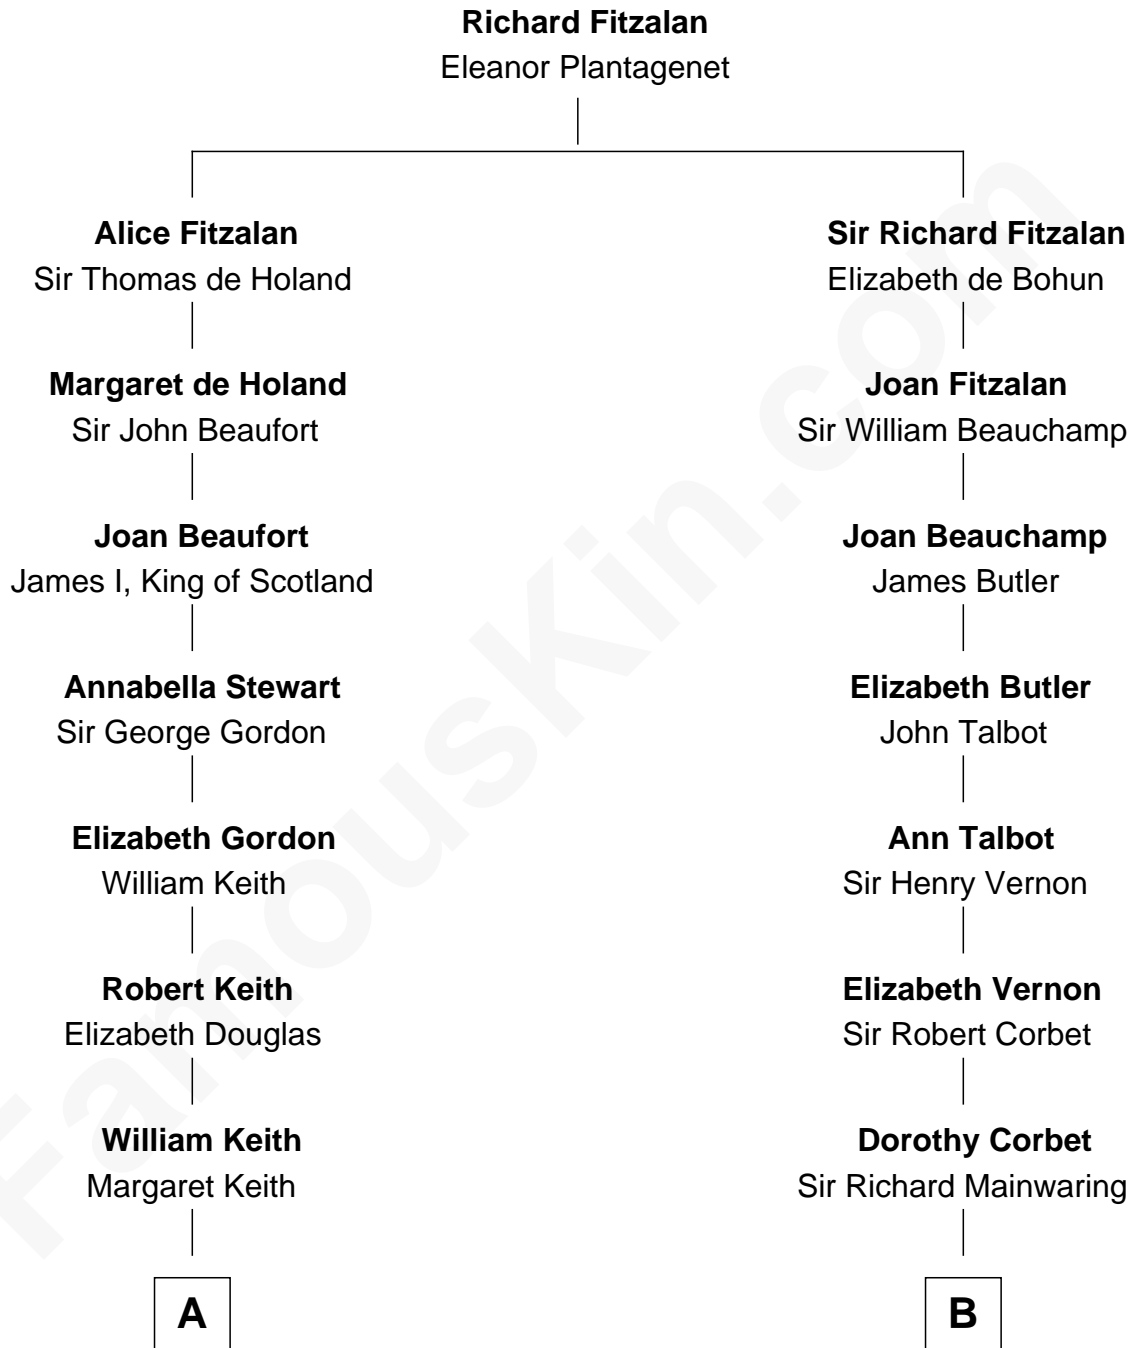 Richard Fitzalan
Eleanor Plantagenet
Alice Fitzalan
Sir Thomas de Holand
Sir Richard Fitzalan
Elizabeth de Bohun
Margaret de Holand
Sir John Beaufort
Joan Fitzalan
Sir William Beauchamp
Joan Beaufort
James I, King of Scotland
Joan Beauchamp
James Butler
Annabella Stewart
Sir George Gordon
Elizabeth Butler
John Talbot
Elizabeth Gordon
William Keith
Ann Talbot
Sir Henry Vernon
Robert Keith
Elizabeth Douglas
Elizabeth Vernon
Sir Robert Corbet
William Keith
Margaret Keith
Dorothy Corbet
Sir Richard Mainwaring
A
B
FamousKin.com